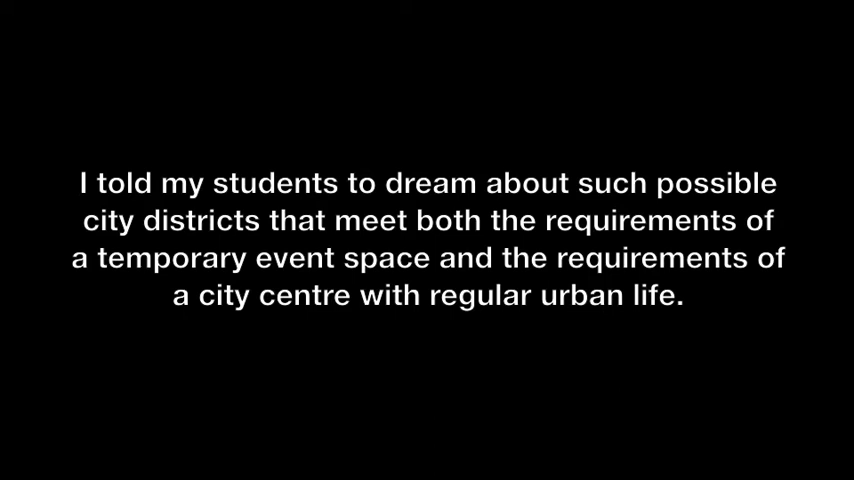 I told my students to dream about such possible
city districts that meet both the requirements of
a temporary event space and the requirements of
a city centre with regular urban life.